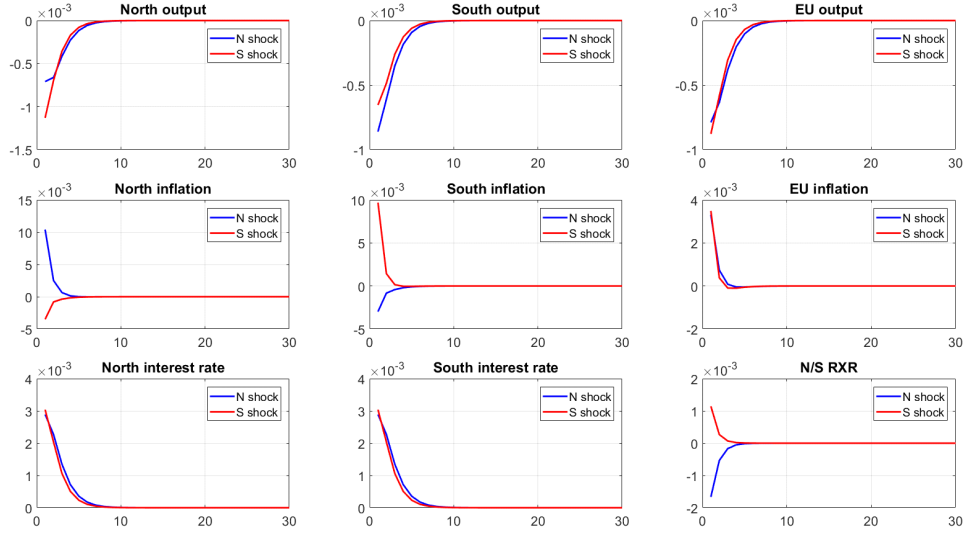 ×10⁻³ North output
N shock
S shock
0
-0.5
-1
-1.5
0 10 20 30
×10⁻³ South output
N shock
S shock
0
-0.5
-1
0 10 20 30
×10⁻³ EU output
N shock
S shock
0
-0.5
-1
0 10 20 30
×10⁻³ North inflation
N shock
S shock
15
10
5
0
-5
0 10 20 30
×10⁻³ South inflation
N shock
S shock
10
5
0
-5
0 10 20 30
×10⁻³ EU inflation
N shock
S shock
4
2
0
-2
0 10 20 30
×10⁻³ North interest rate
N shock
S shock
4
3
2
1
0
0 10 20 30
×10⁻³ South interest rate
N shock
S shock
4
3
2
1
0
0 10 20 30
×10⁻³ N/S RXR
N shock
S shock
2
1
0
-1
-2
0 10 20 30